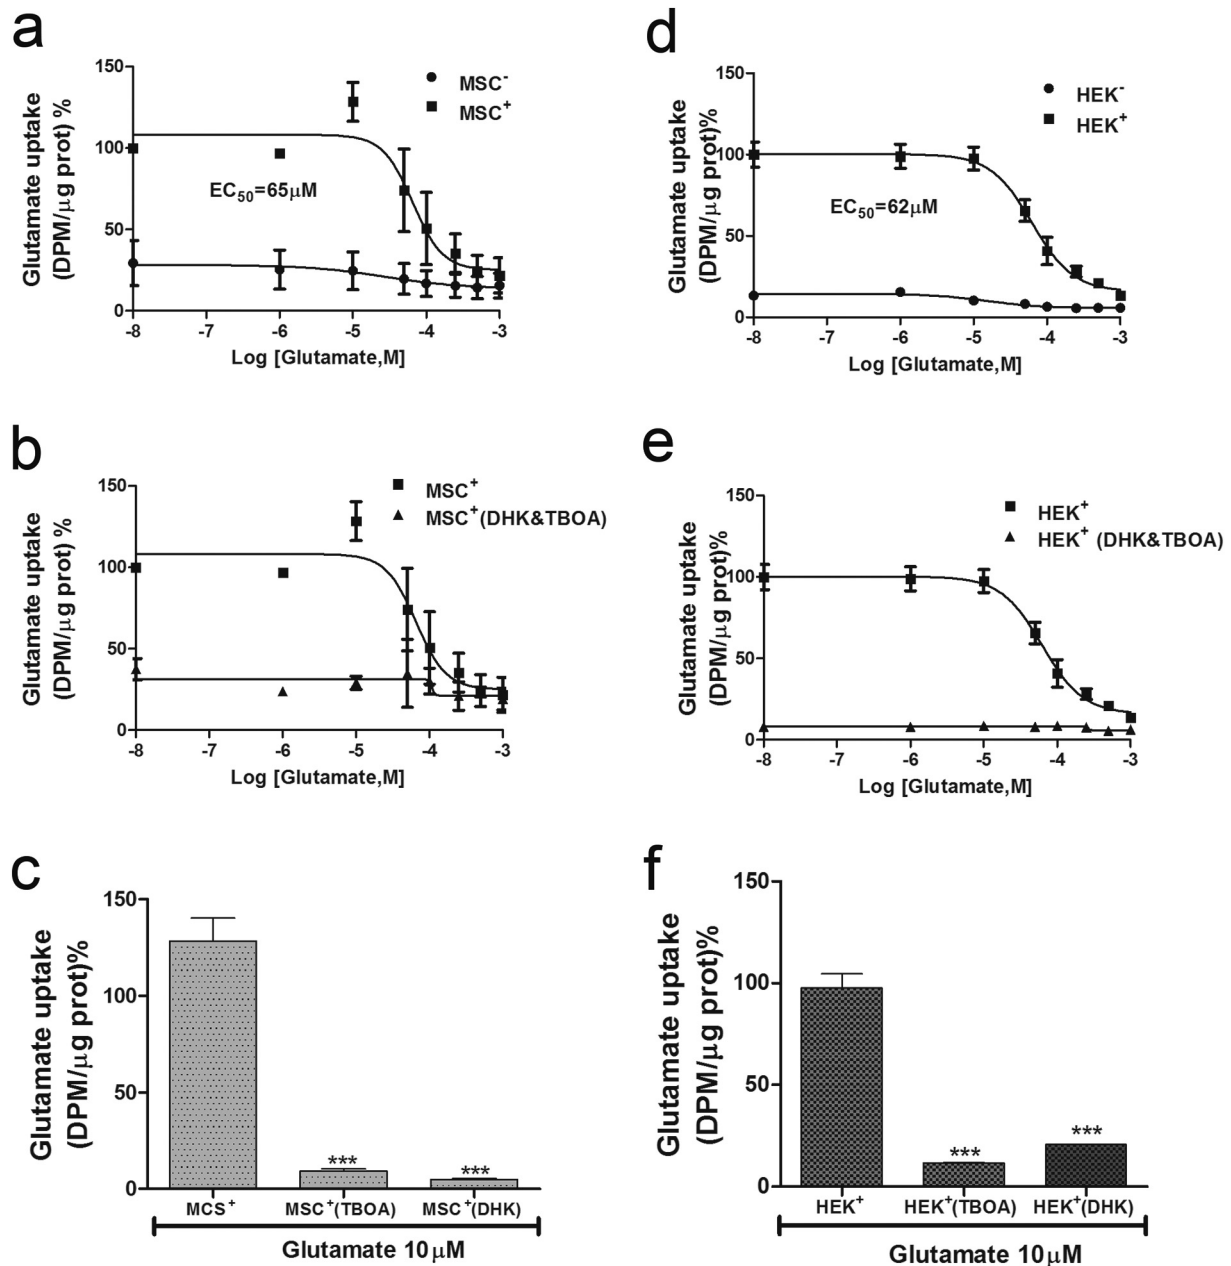 a
Glutamate uptake
(DPM/μg prot) %
150
100
50
0
MSC⁻
MSC⁺
EC₅₀=65μM
-8
-7
-6
-5
-4
-3
Log [Glutamate,M]
b
Glutamate uptake
(DPM/μg prot) %
150
100
50
0
MSC⁺
MSC⁺(DHK&TBOA)
-8
-7
-6
-5
-4
-3
Log [Glutamate,M]
c
Glutamate uptake
(DPM/μg prot)%
150
100
50
0
***
***
MCS⁺
MSC⁺(TBOA)
MSC⁺(DHK)
Glutamate 10μM
d
Glutamate uptake
(DPM/μg prot)%
150
100
50
0
HEK⁻
HEK⁺
EC₅₀=62μM
-8
-7
-6
-5
-4
-3
Log [Glutamate,M]
e
Glutamate uptake
(DPM/μg prot)%
150
100
50
0
HEK⁺
HEK⁺ (DHK&TBOA)
-8
-7
-6
-5
-4
-3
Log [Glutamate,M]
f
Glutamate uptake
(DPM/μg prot)%
150
100
50
0
***
***
HEK⁺
HEK⁺(TBOA)
HEK⁺(DHK)
Glutamate 10μM